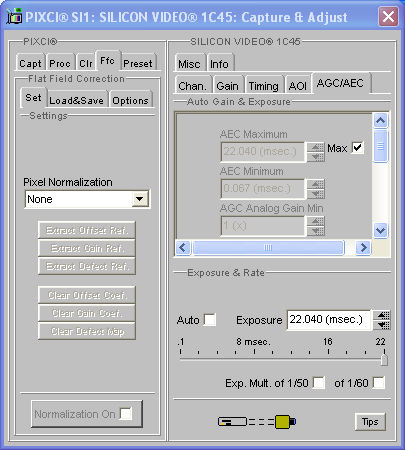 PIXCI® SI1: SILICON VIDEO® 1C45: Capture & Adjust
PIXCI®
Capt Proc Clr Ffc Preset
Flat Field Correction
Set Load&Save Options
Settings
Pixel Normalization
None
Extract Offset Ref.
Extract Gain Ref.
Extract Defect Ref.
Clear Offset Coef.
Clear Gain Coef.
Clear Defect Map
Normalization On
SILICON VIDEO® 1C45
Misc Info
Chan. Gain Timing AOI AGC/AEC
Auto Gain & Exposure
AEC Maximum
22.040 (msec.) Max
AEC Minimum
0.067 (msec.)
AGC Analog Gain Min
1 (x)
Exposure & Rate
Auto Exposure 22.040 (msec.)
.1 8 msec. 16 22
Exp. Mult. of 1/50 of 1/60
Tips